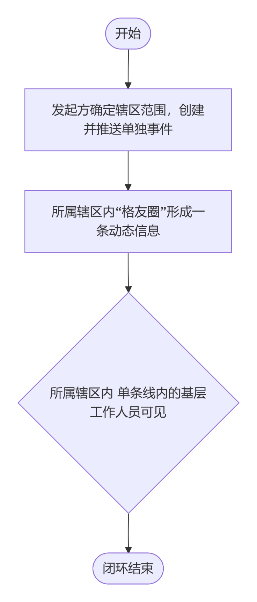 开始
发起方确定辖区范围，创建
并推送单独事件
所属辖区内“格友圈”形成一
条动态信息
所属辖区内 单条线内的基层
工作人员可见
闭环结束